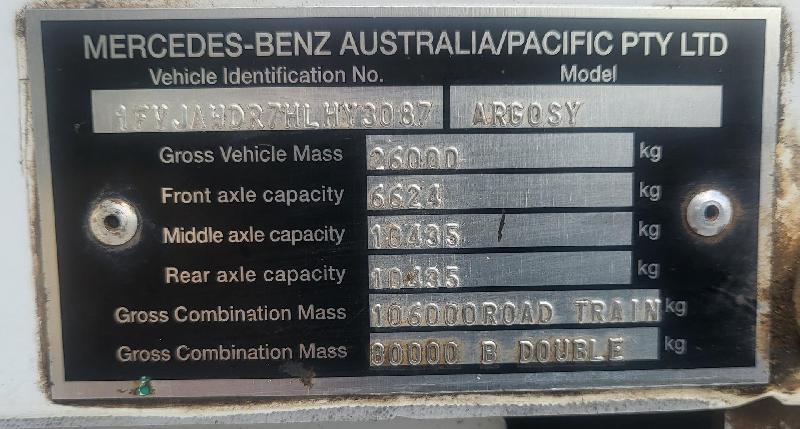 MERCEDES-BENZ AUSTRALIA/PACIFIC PTY LTD
Vehicle Identification No. Model
1FVJAWDR7HLHY3087 ARGOSY
Gross Vehicle Mass 26000 kg
Front axle capacity 6624 kg
Middle axle capacity 10435 kg
Rear axle capacity 10435 kg
Gross Combination Mass 106000ROAD TRAIN kg
Gross Combination Mass 80000 B DOUBLE kg